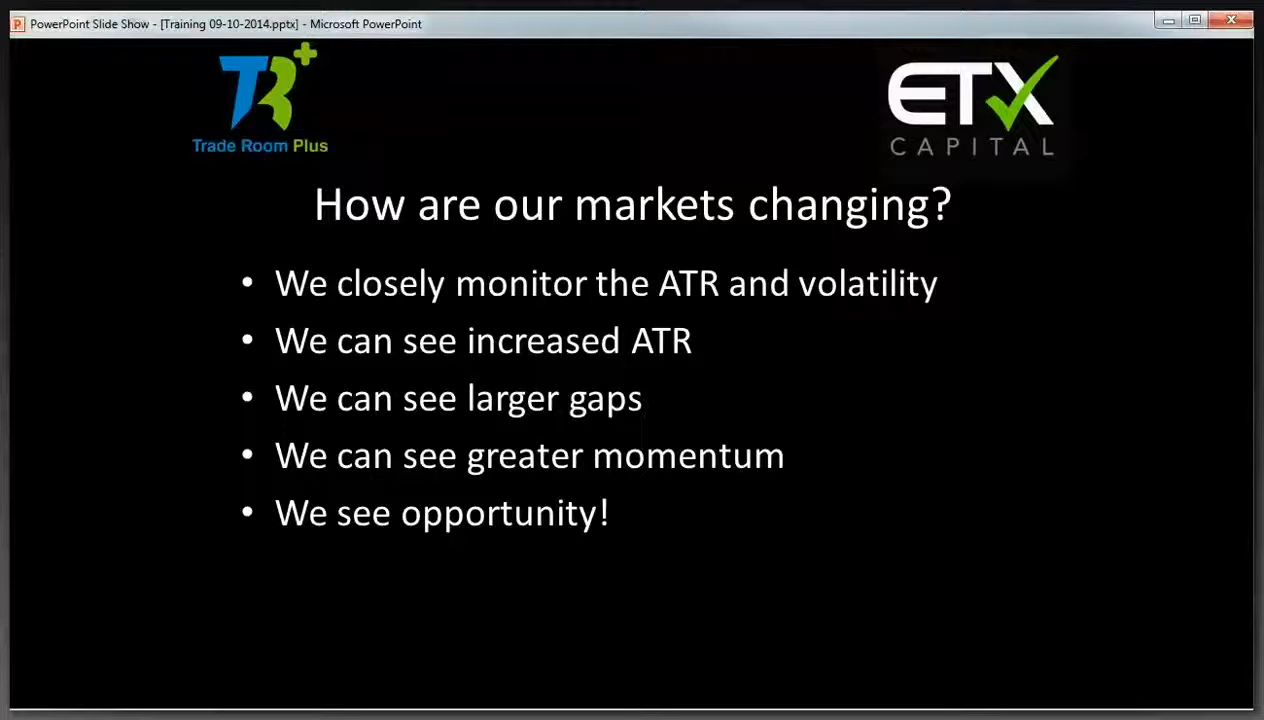 PowerPoint Slide Show - [Training 09-10-2014.pptx] - Microsoft PowerPoint
TR+
Trade Room Plus
ETX
CAPITAL
How are our markets changing?
• We closely monitor the ATR and volatility
• We can see increased ATR
• We can see larger gaps
• We can see greater momentum
• We see opportunity!